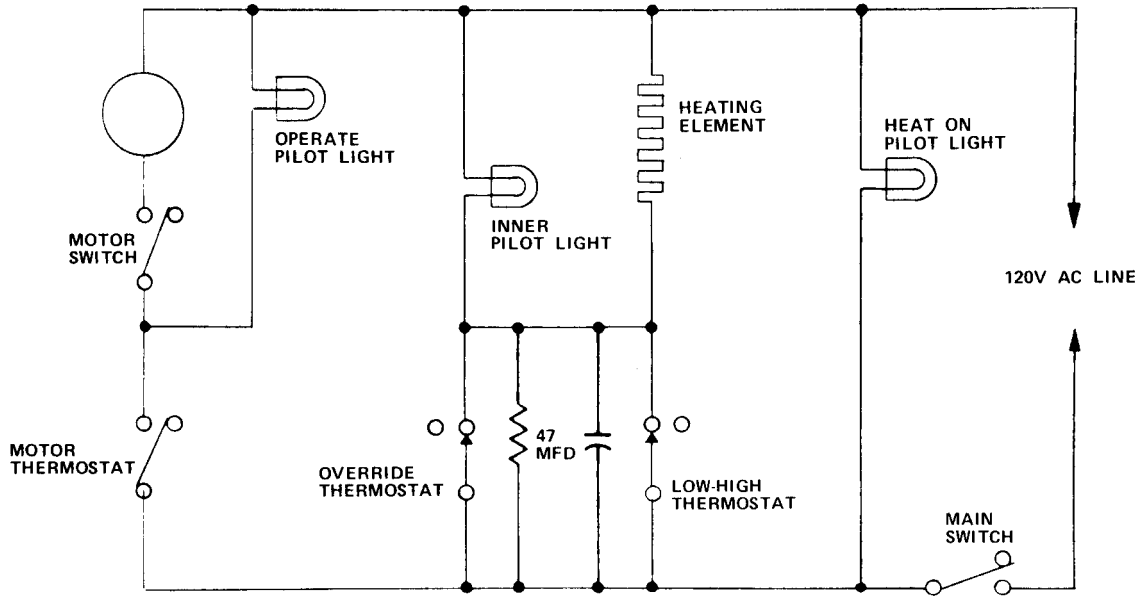 OPERATE
PILOT LIGHT
HEATING
ELEMENT
HEAT ON
PILOT LIGHT
MOTOR
SWITCH
INNER
PILOT LIGHT
120V AC LINE
MOTOR
THERMOSTAT
OVERRIDE
THERMOSTAT
47
MFD
LOW-HIGH
THERMOSTAT
MAIN
SWITCH